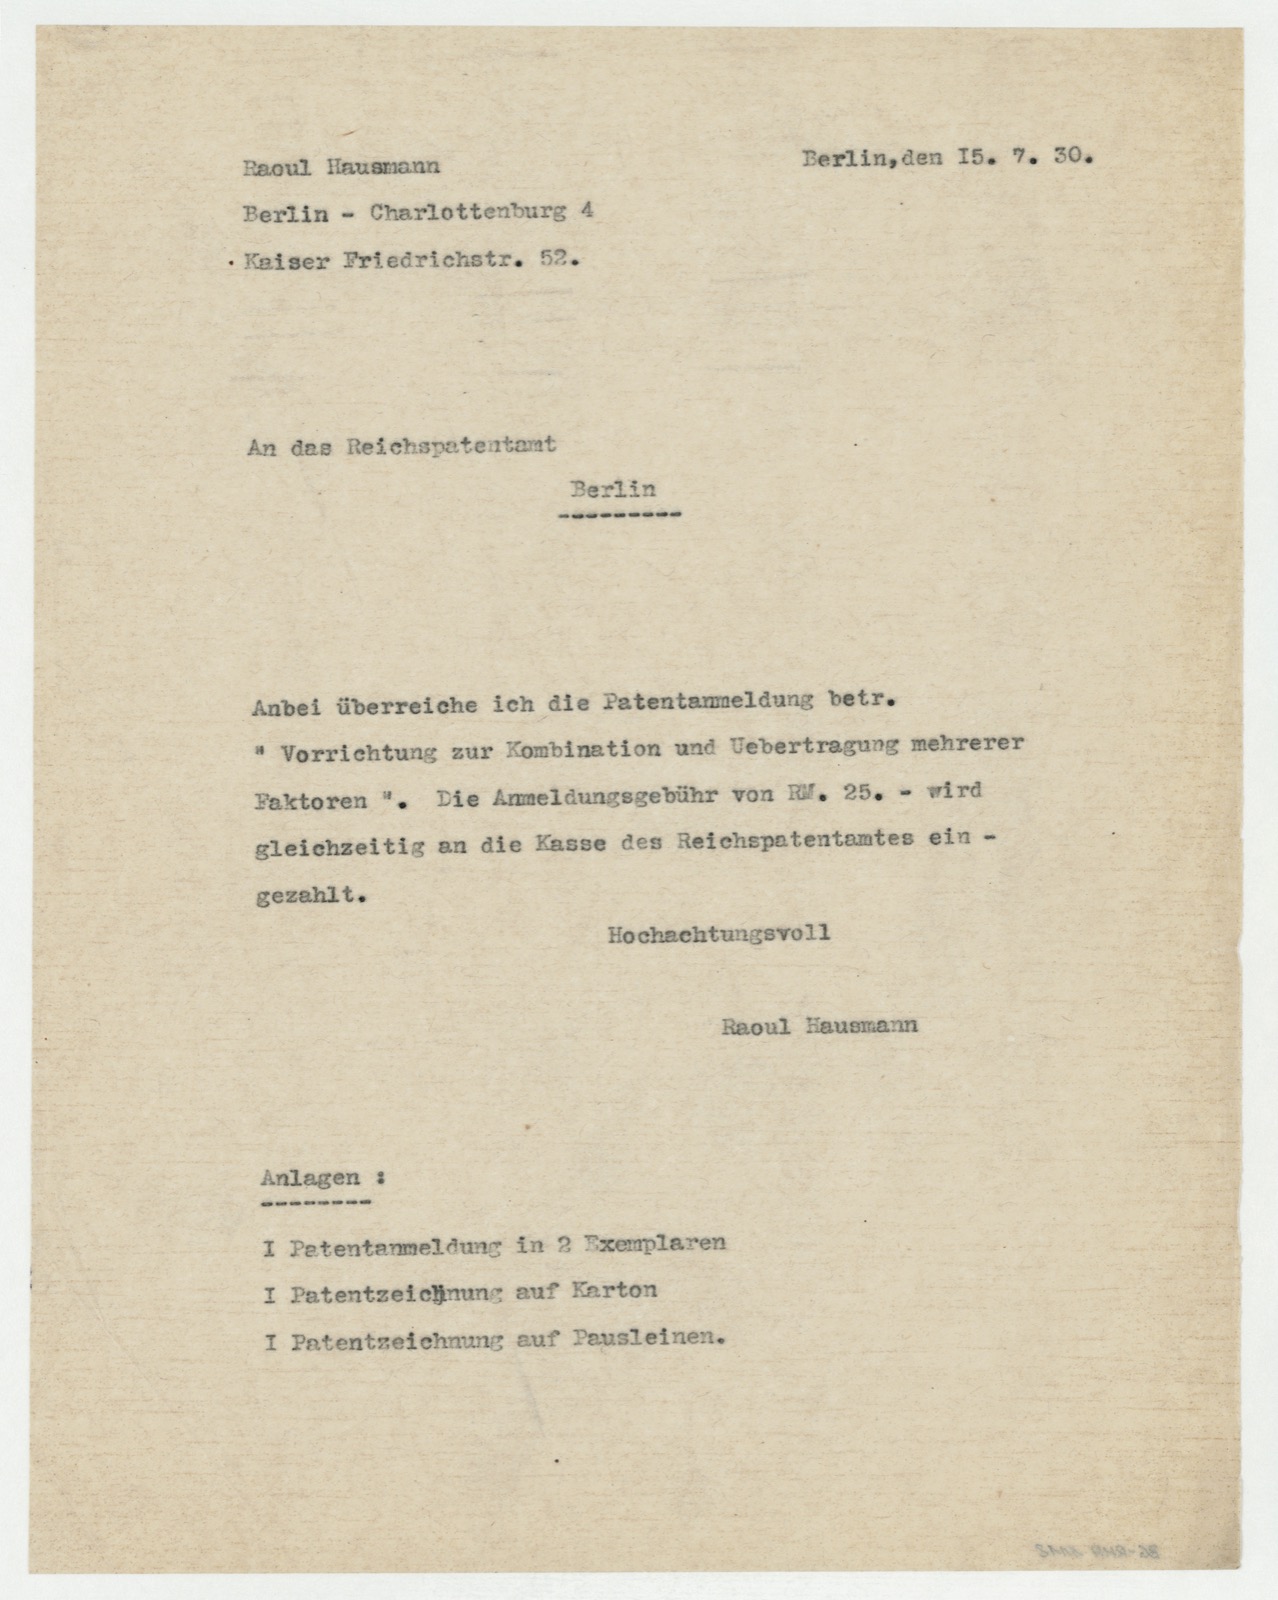 Raoul Hausmann
Berlin,den I5. 7. 30.
Berlin - Charlottenburg 4
Kaiser Friedrichstr. 52.
An das Reichspatentamt
Berlin
---------
Anbei überreiche ich die Patentanmeldung betr.
" Vorrichtung zur Kombination und Uebertragung mehrerer
Faktoren ". Die Anmeldungsgebühr von RM. 25. - wird
gleichzeitig an die Kasse des Reichspatentamtes ein -
gezahlt.
Hochachtungsvoll
Raoul Hausmann
Anlagen :
--------
I Patentanmeldung in 2 Exemplaren
I Patentzeichnung auf Karton
I Patentzeichnung auf Pausleinen.